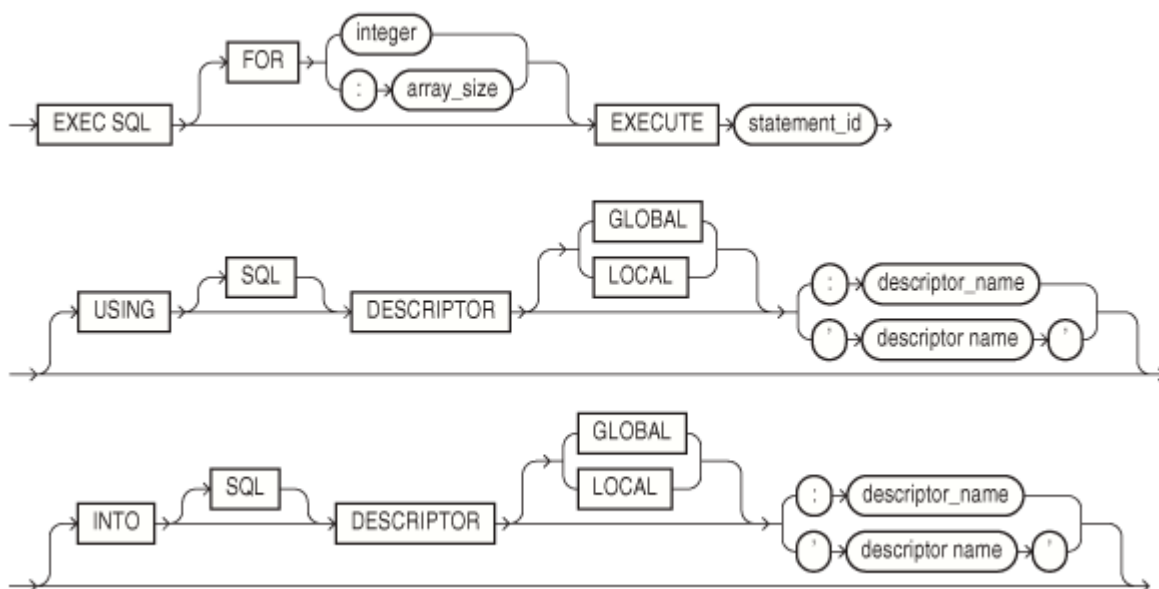 integer
FOR
: array_size
EXEC SQL EXECUTE statement_id
GLOBAL
SQL LOCAL : descriptor_name
USING DESCRIPTOR ' descriptor name '
GLOBAL
SQL LOCAL : descriptor_name
INTO DESCRIPTOR ' descriptor name '